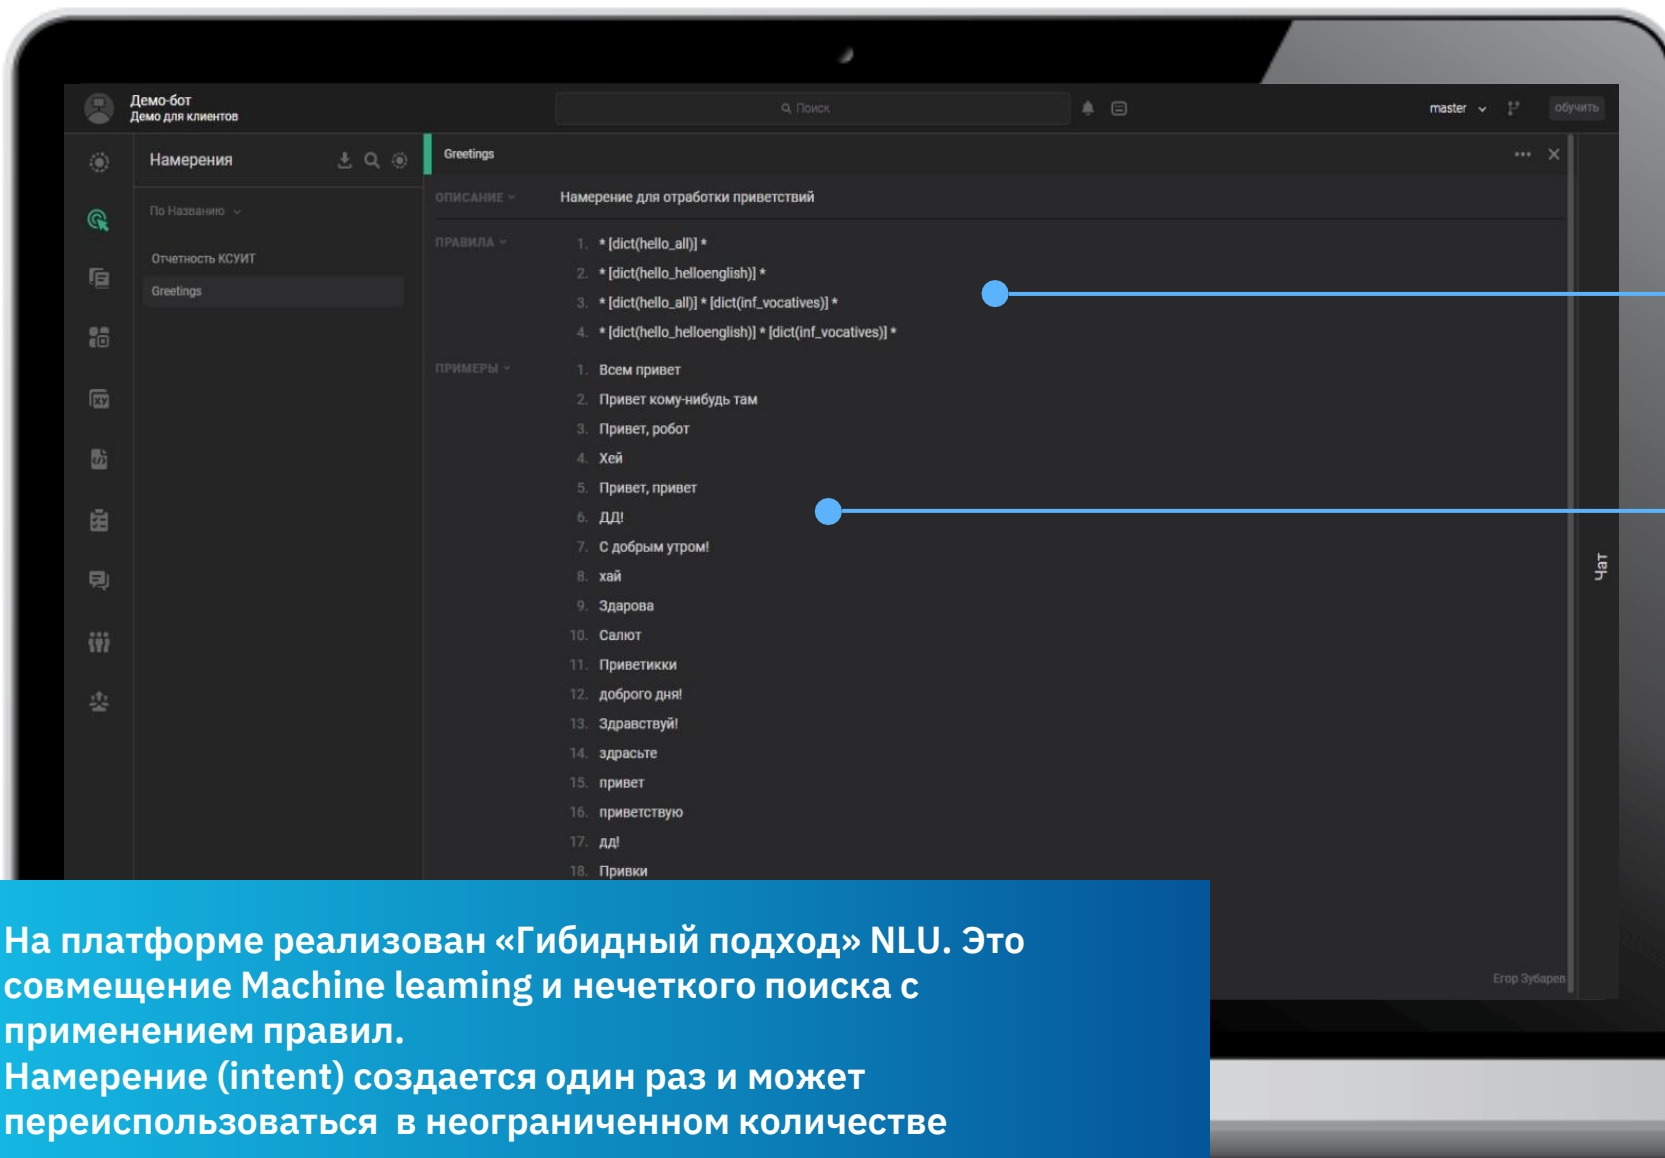 Демо-бот
Демо для клиентов
Поиск
master
обучить
Намерения
По Названию
Отчетность КСУИТ
Greetings
Greetings
ОПИСАНИЕ
Намерение для отработки приветствий
ПРАВИЛА
1. * [dict(hello_all)] *
2. * [dict(hello_helloenglish)] *
3. * [dict(hello_all)] * [dict(inf_vocatives)] *
4. * [dict(hello_helloenglish)] * [dict(inf_vocatives)] *
ПРИМЕРЫ
1. Всем привет
2. Привет кому-нибудь там
3. Привет, робот
4. Хей
5. Привет, привет
6. ДД!
7. С добрым утром!
8. хай
9. Здарова
10. Салют
11. Приветикки
12. доброго дня!
13. Здравствуй!
14. здрасьте
15. привет
16. приветствую
17. дд!
18. Привки
Чат
Егор Зубарев
На платформе реализован «Гибидный подход» NLU. Это
совмещение Machine leaming и нечеткого поиска с
применением правил.
Намерение (intent) создается один раз и может
переиспользоваться в неограниченном количестве